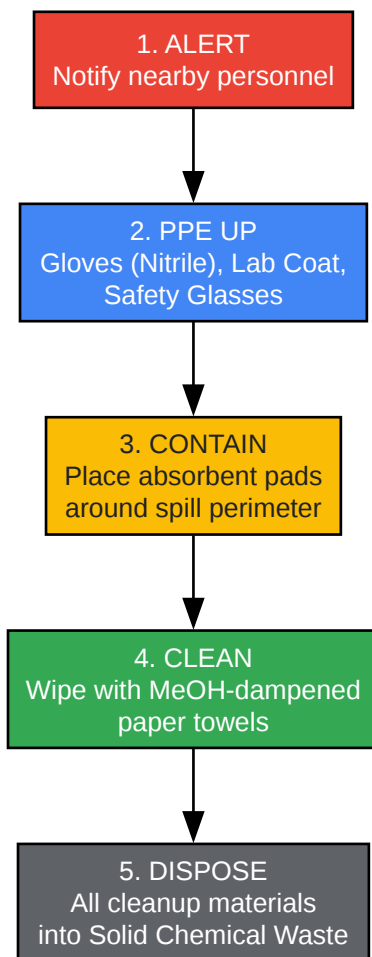 1. ALERT
Notify nearby personnel
2. PPE UP
Gloves (Nitrile), Lab Coat,
Safety Glasses
3. CONTAIN
Place absorbent pads
around spill perimeter
4. CLEAN
Wipe with MeOH-dampened
paper towels
5. DISPOSE
All cleanup materials
into Solid Chemical Waste